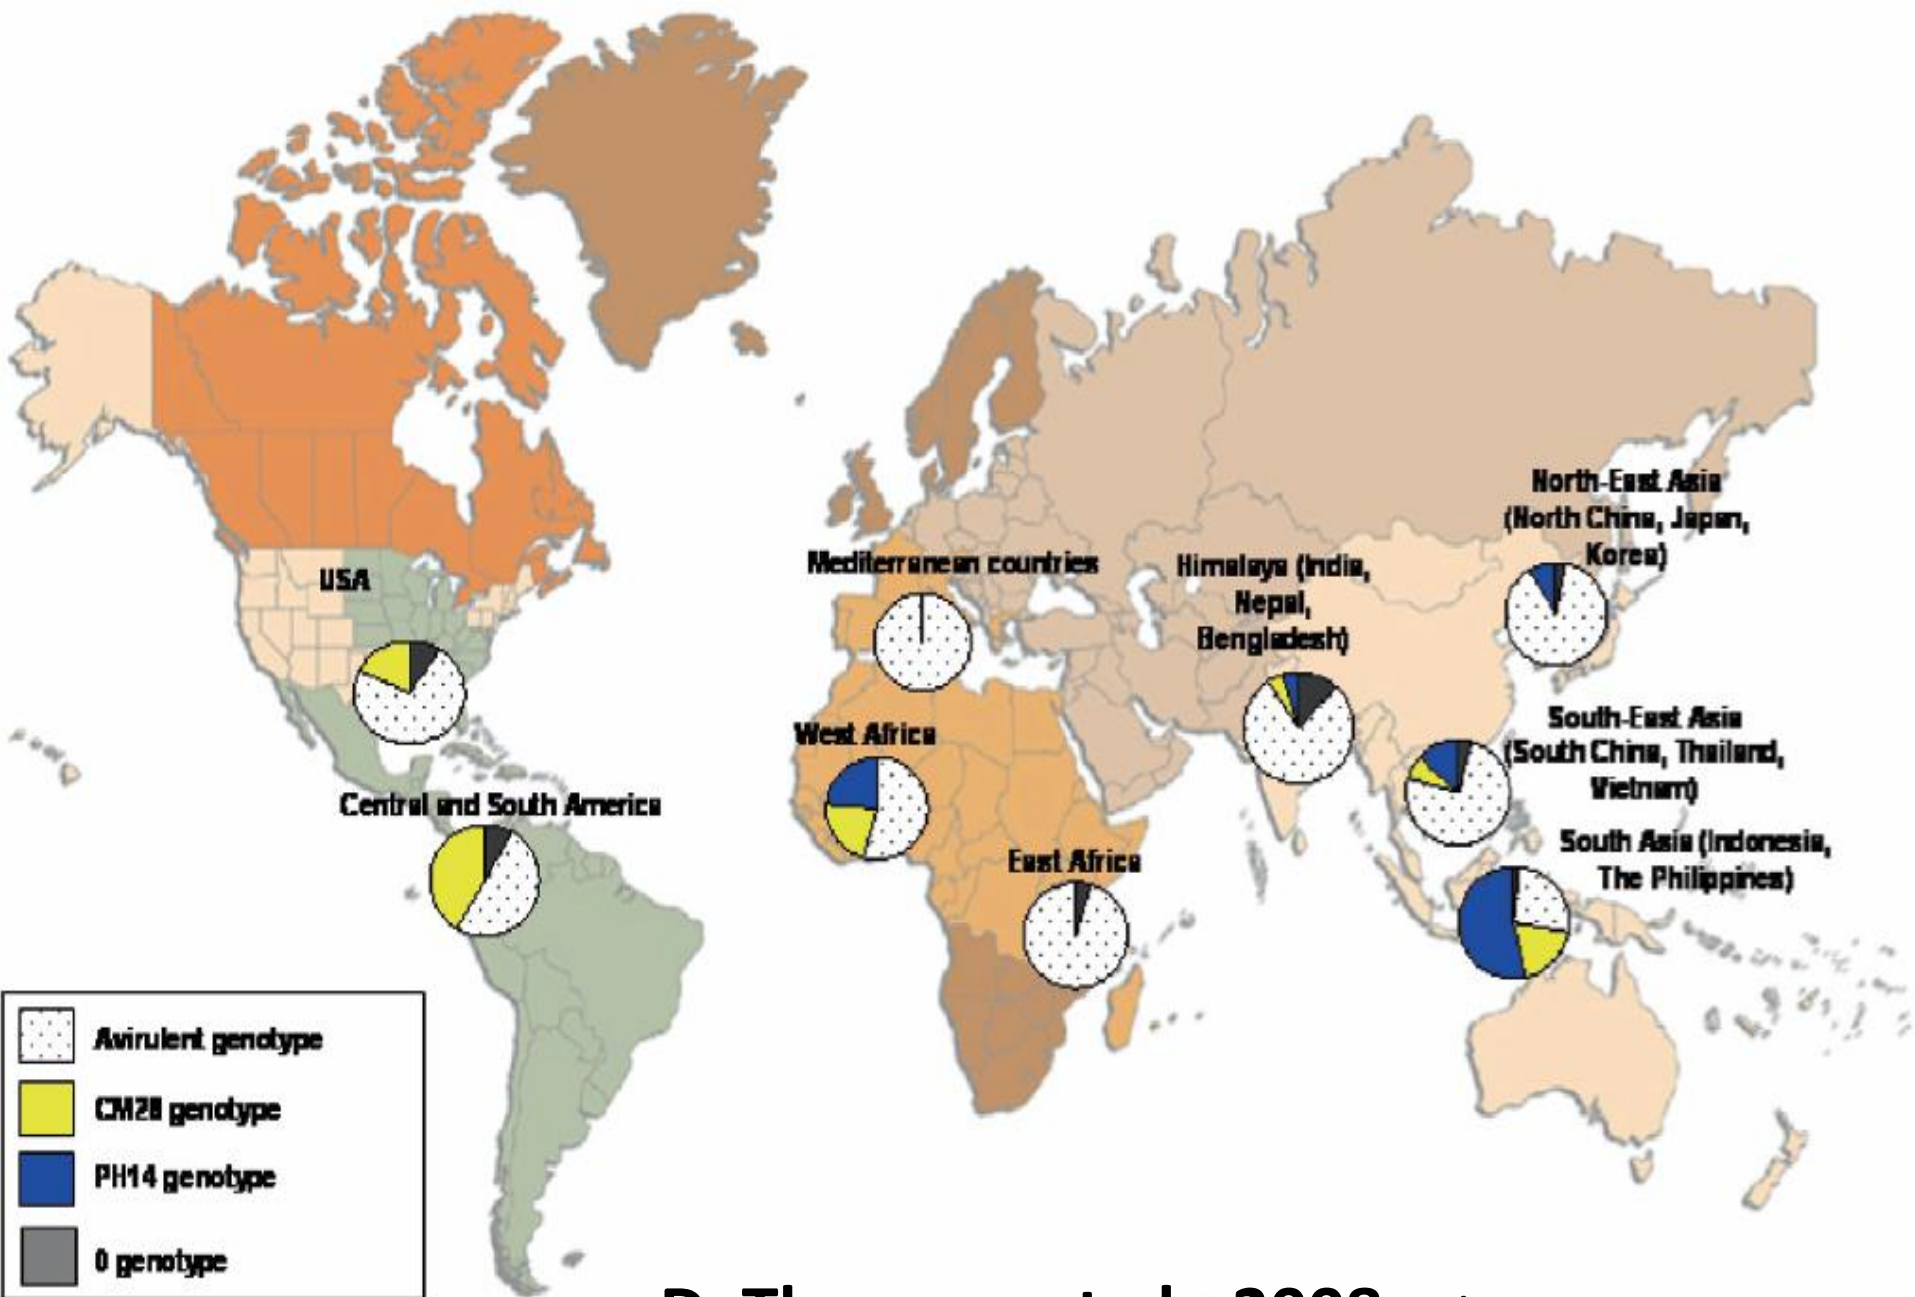 North-East Asia
(North China, Japan,
Korea)
Mediterranean countries
Himalaya (India,
Nepal,
Bengladesh)
USA
South-East Asia
(South China, Thailand,
Vietnam)
West Africa
Central and South America
South Asia (Indonesia,
The Philippines)
East Africa
Avirulent genotype
CM28 genotype
PH14 genotype
0 genotype